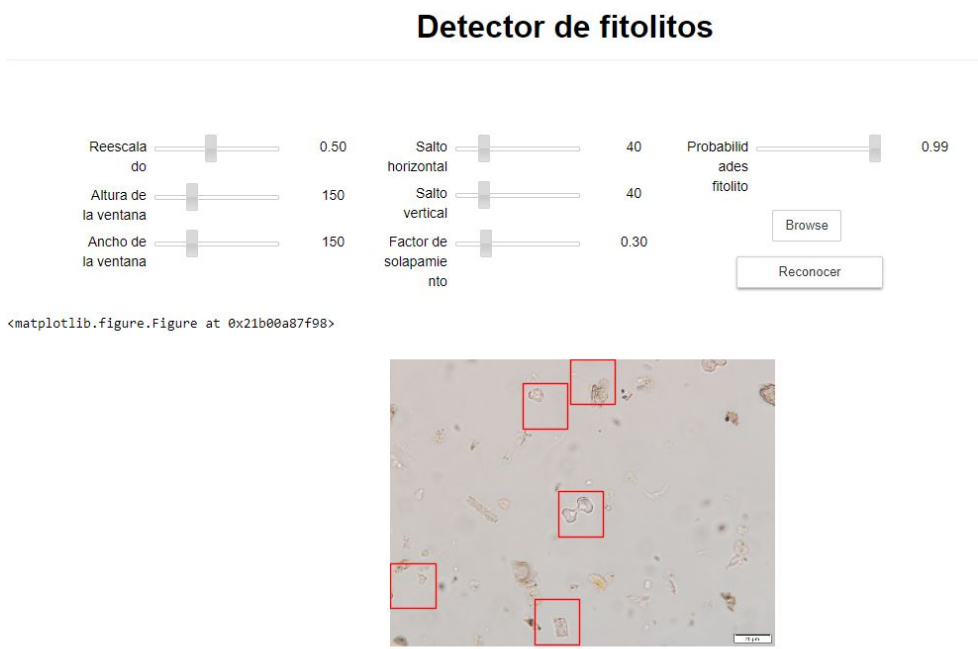 Detector de fitolitos
Reescala
do
0.50
Salto
horizontal
40
Probabilid
ades
fitolito
0.99
Altura de
la ventana
150
Salto
vertical
40
Browse
Ancho de
la ventana
150
Factor de
solapamie
nto
0.30
Reconocer
<matplotlib.figure.Figure at 0x21b00a87f98>